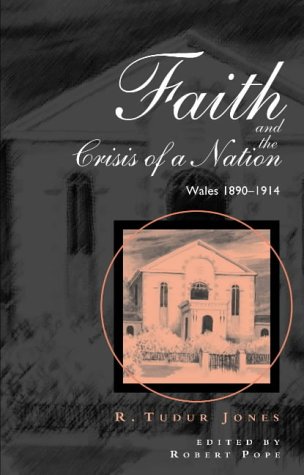 Faith
and
the
Crisis of a Nation
Wales 1890–1914
R. TUDUR JONES
EDITED BY
ROBERT POPE